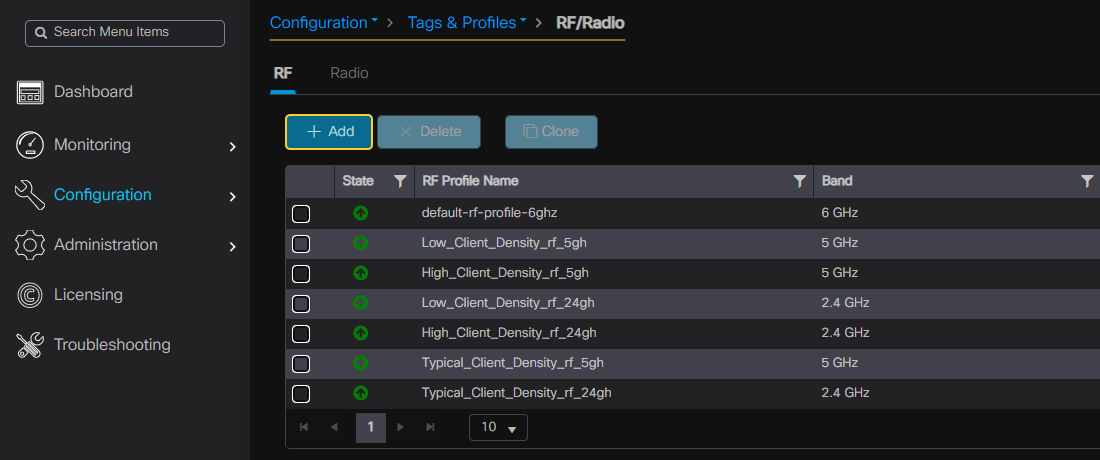 Search Menu Items
Dashboard
Monitoring
Configuration
Administration
Licensing
Troubleshooting
Configuration > Tags & Profiles > RF/Radio
RF Radio
+ Add × Delete Clone
State RF Profile Name Band
default-rf-profile-6ghz 6 GHz
Low_Client_Density_rf_5gh 5 GHz
High_Client_Density_rf_5gh 5 GHz
Low_Client_Density_rf_24gh 2.4 GHz
High_Client_Density_rf_24gh 2.4 GHz
Typical_Client_Density_rf_5gh 5 GHz
Typical_Client_Density_rf_24gh 2.4 GHz
1 10